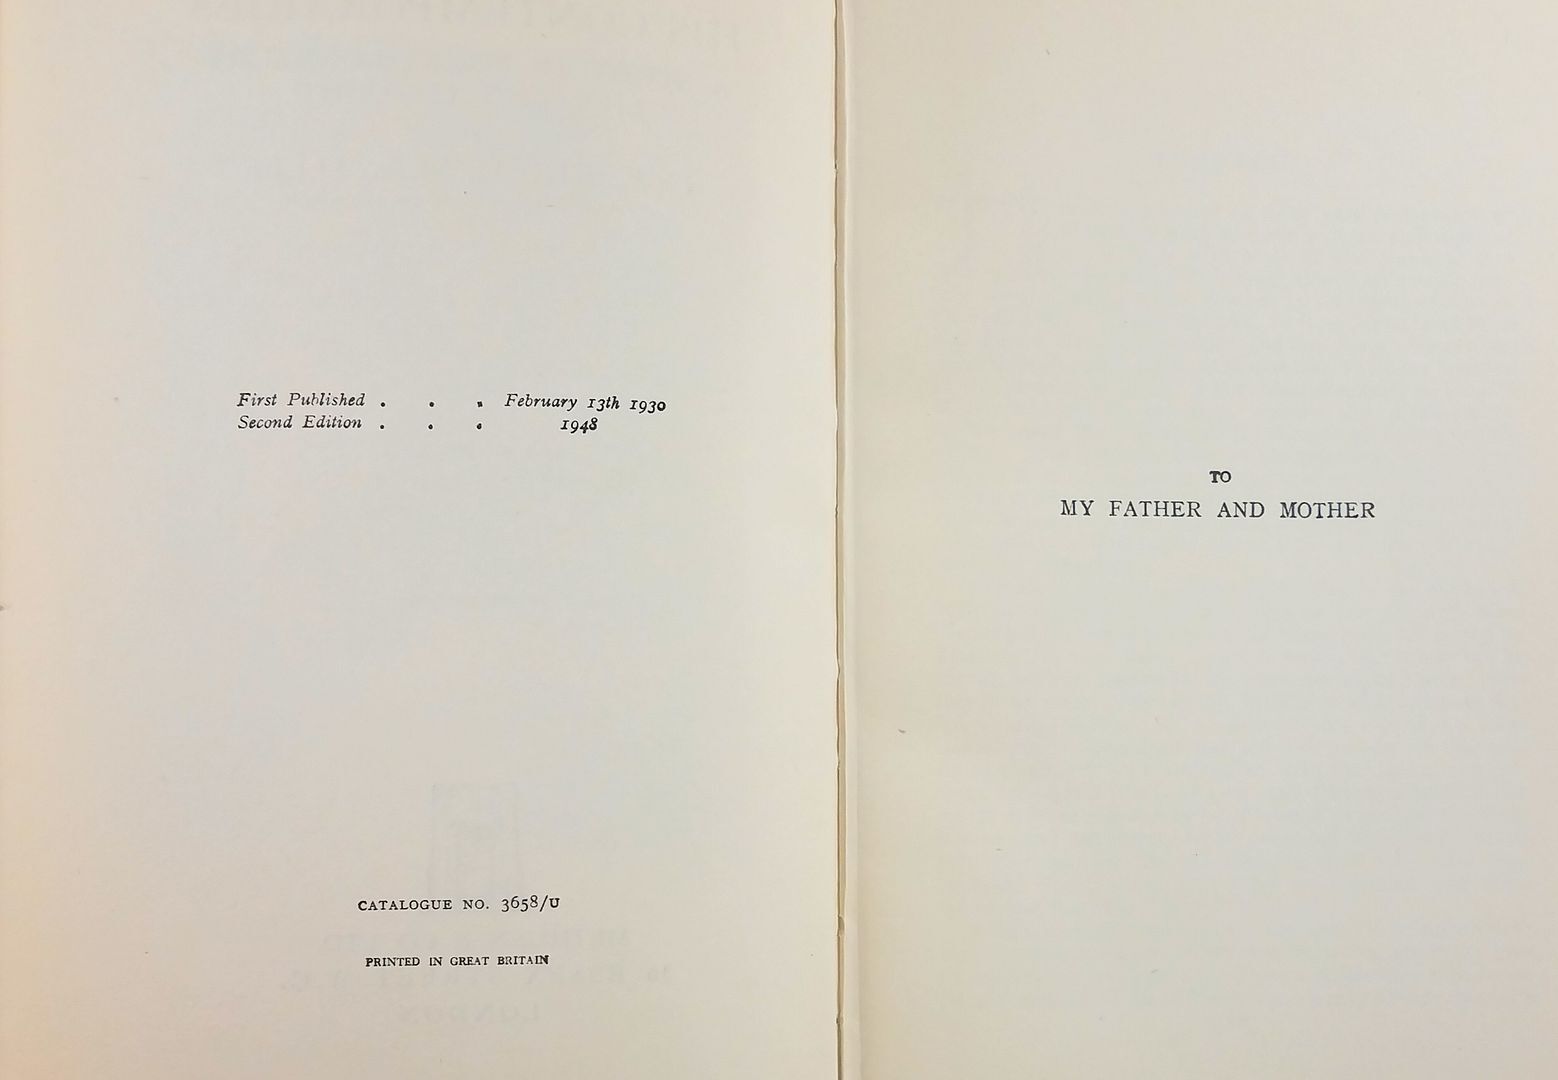 First Published . . . February 13th 1930
Second Edition . . . 1948
CATALOGUE NO. 3658/U
PRINTED IN GREAT BRITAIN
TO
MY FATHER AND MOTHER